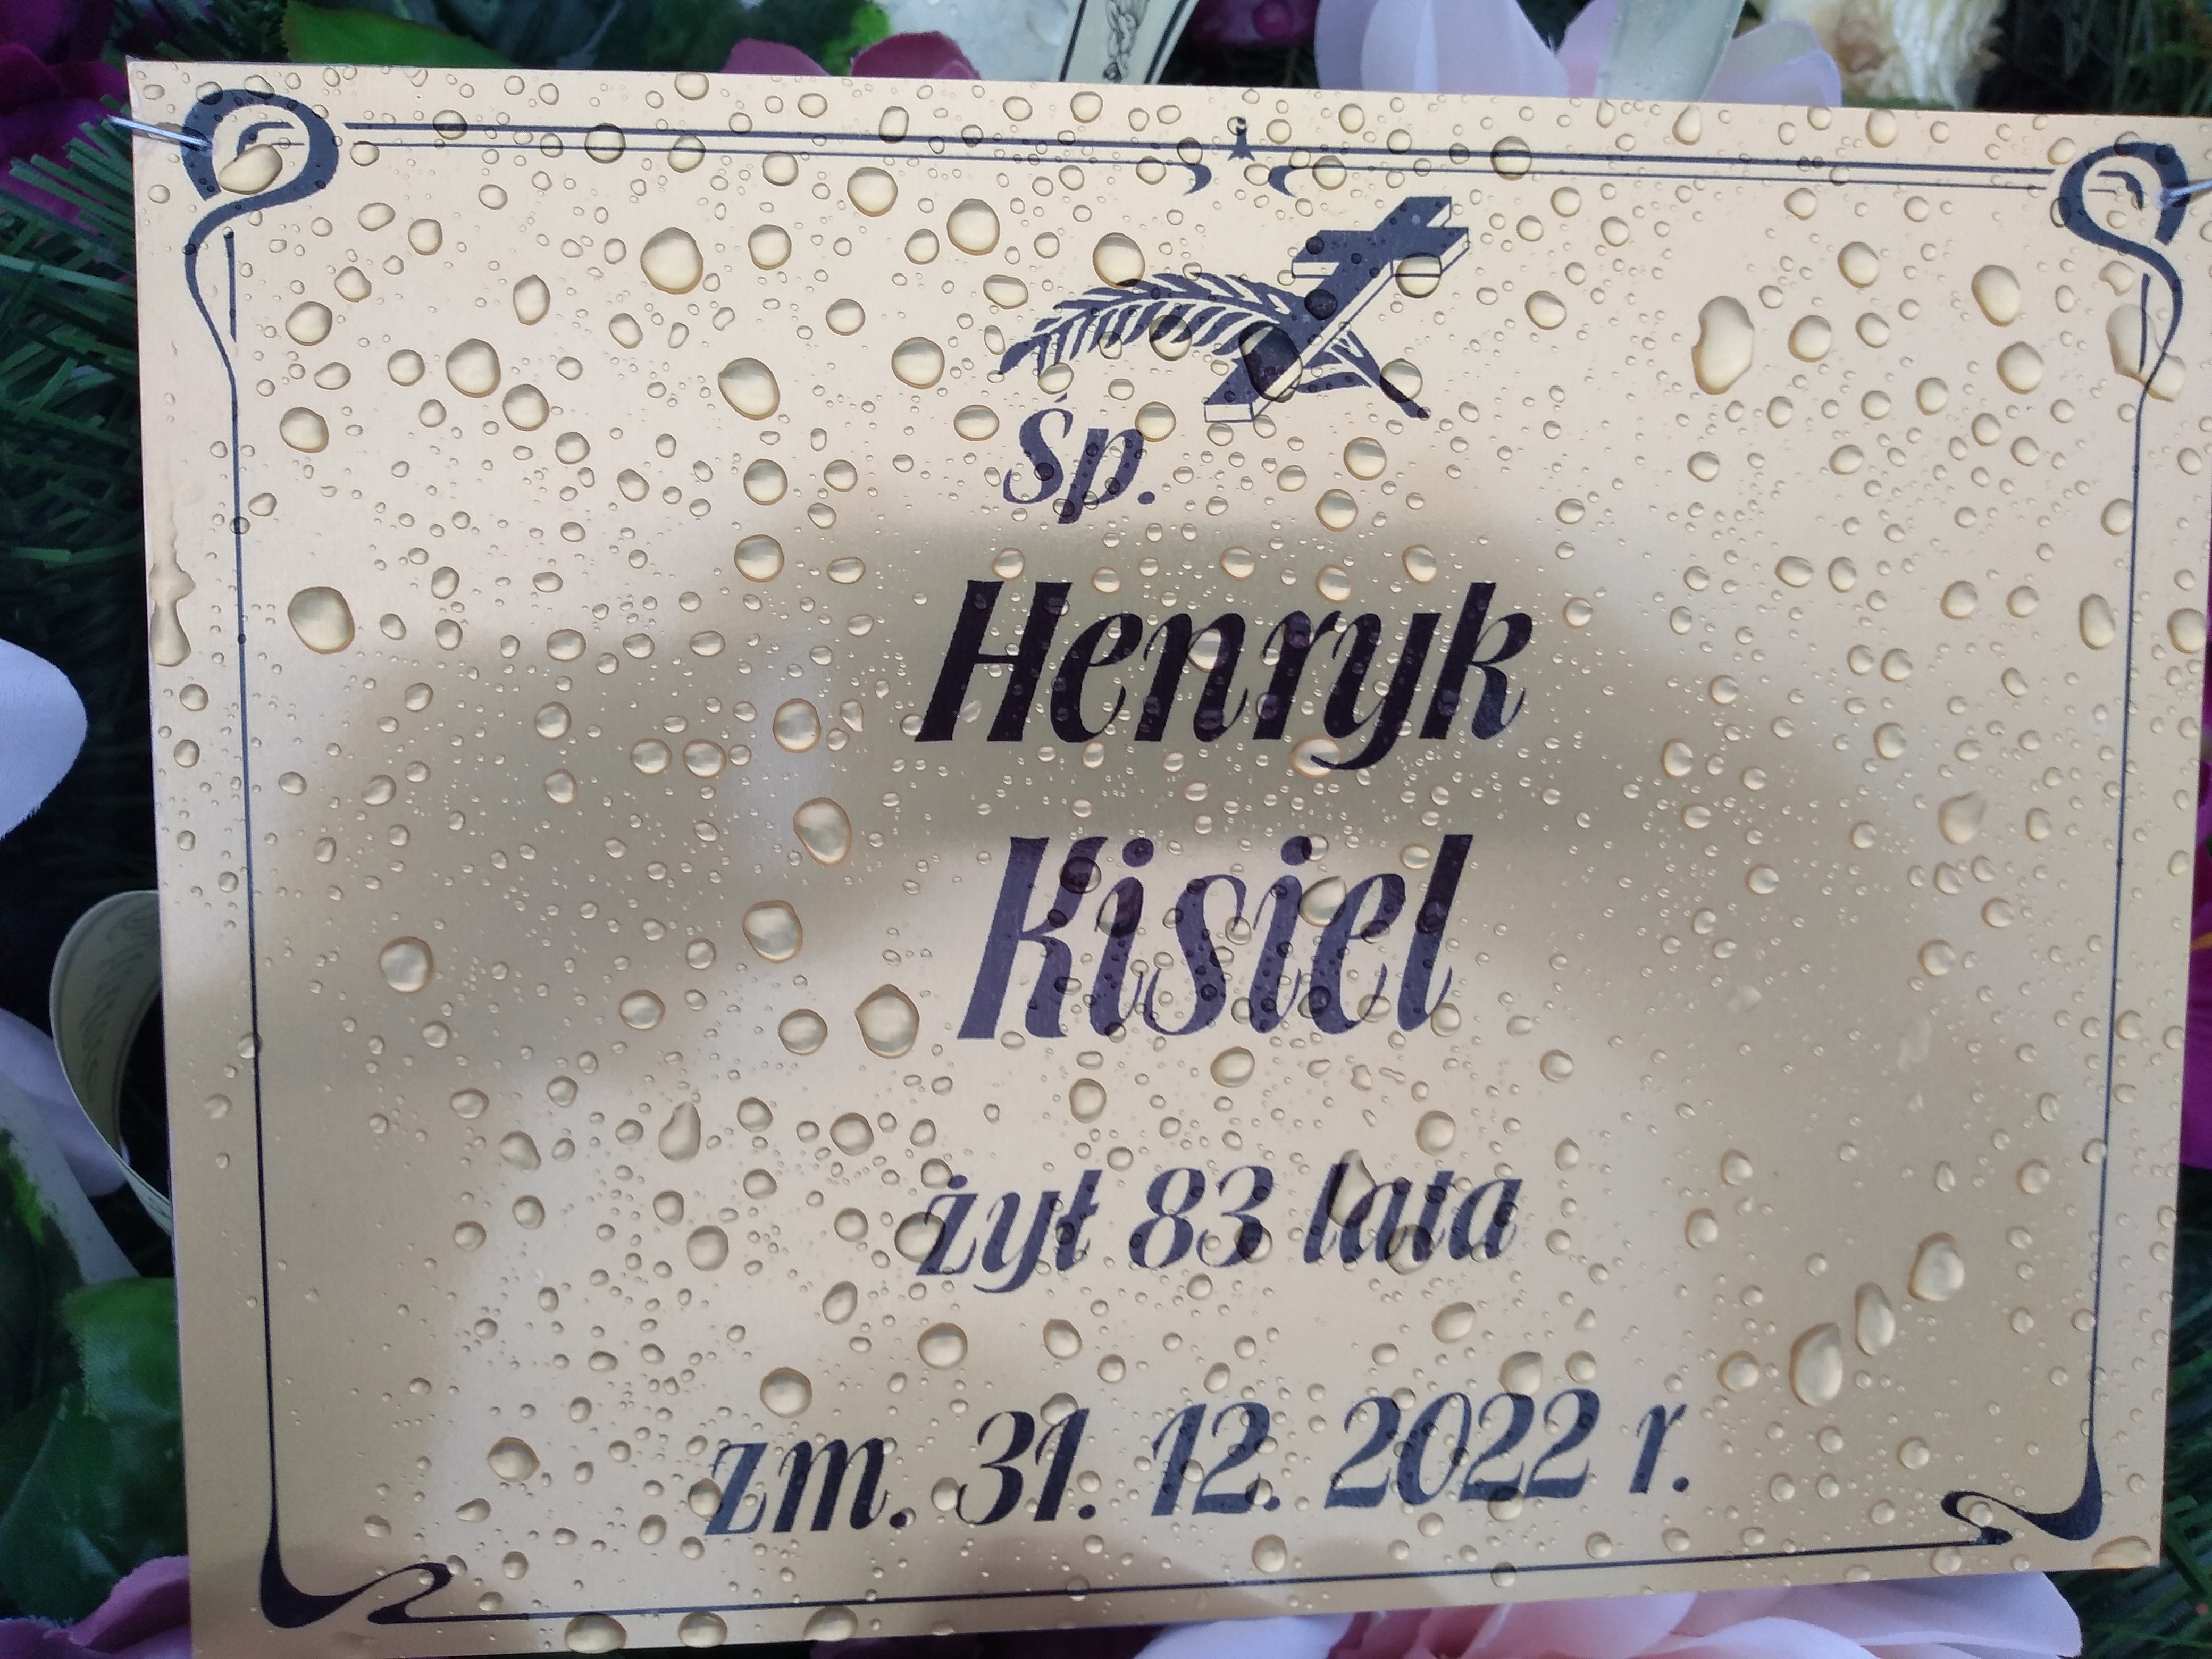 Śp.
Henryk
Kisiel
żył 83 lata
zm. 31. 12. 2022 r.